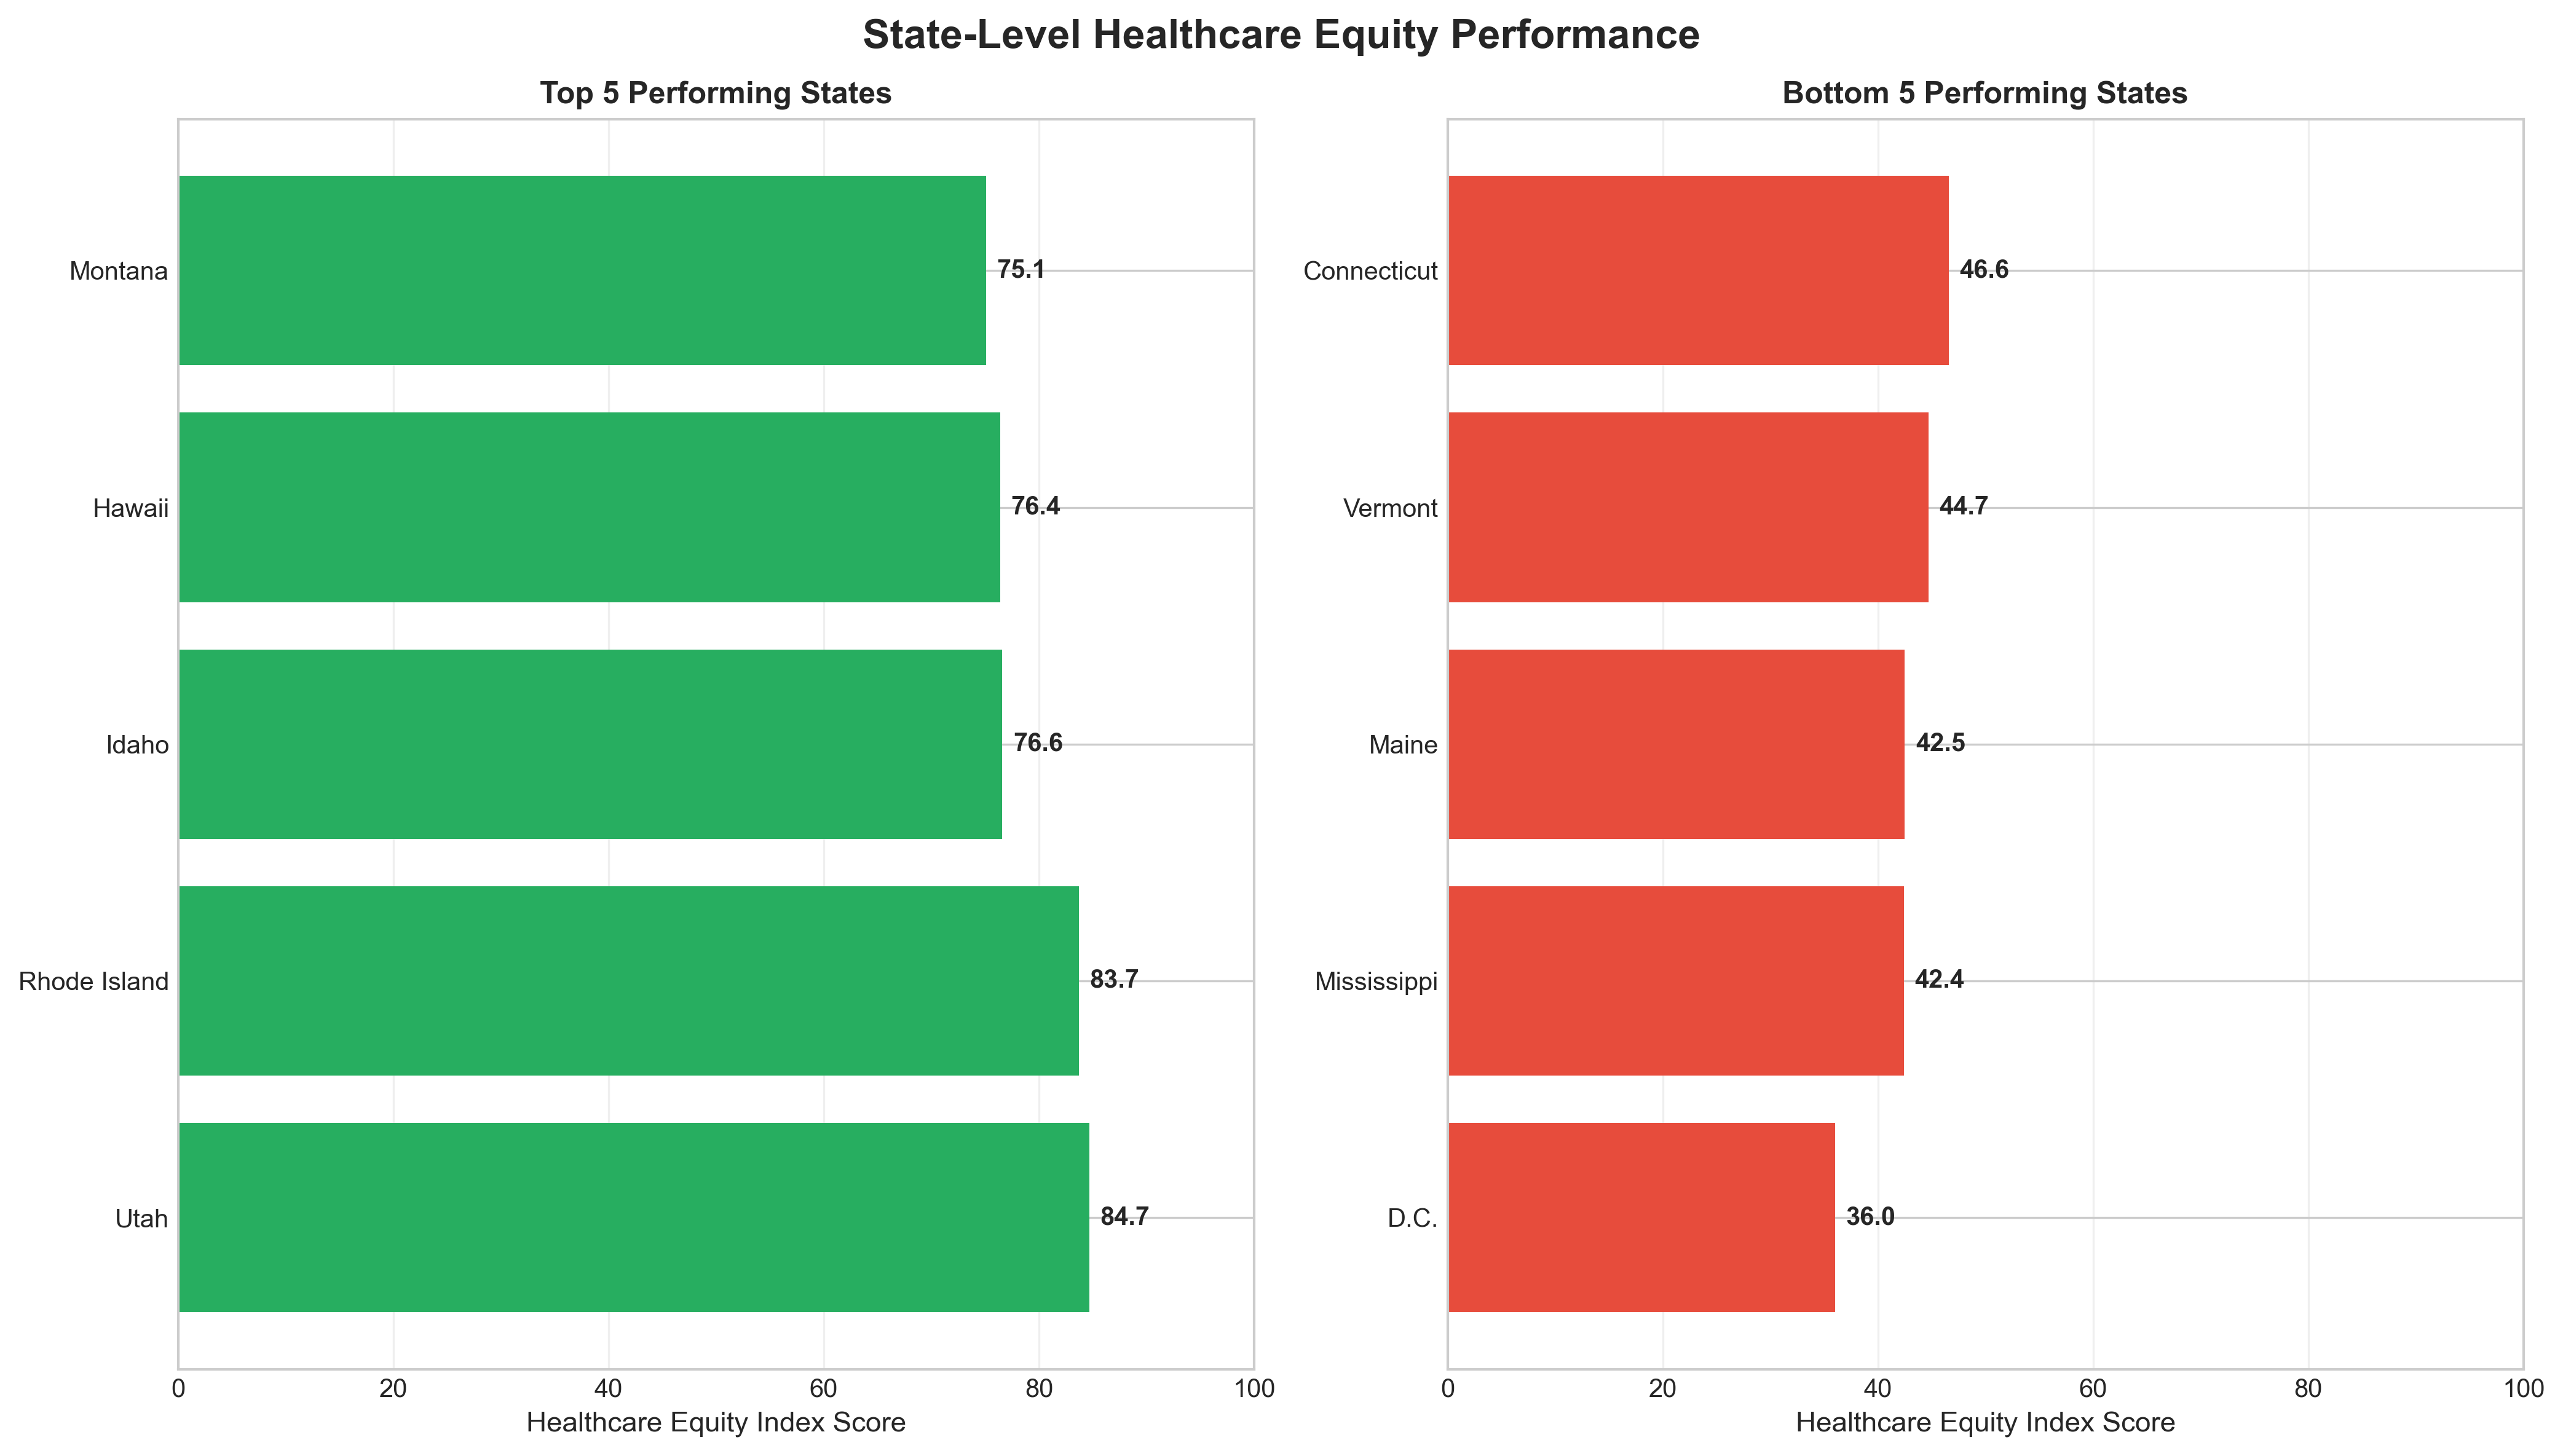 State-Level Healthcare Equity Performance
Top 5 Performing States
Montana 75.1
Hawaii 76.4
Idaho 76.6
Rhode Island 83.7
Utah 84.7
0 20 40 60 80 100
Healthcare Equity Index Score
Bottom 5 Performing States
Connecticut 46.6
Vermont 44.7
Maine 42.5
Mississippi 42.4
D.C. 36.0
0 20 40 60 80 100
Healthcare Equity Index Score